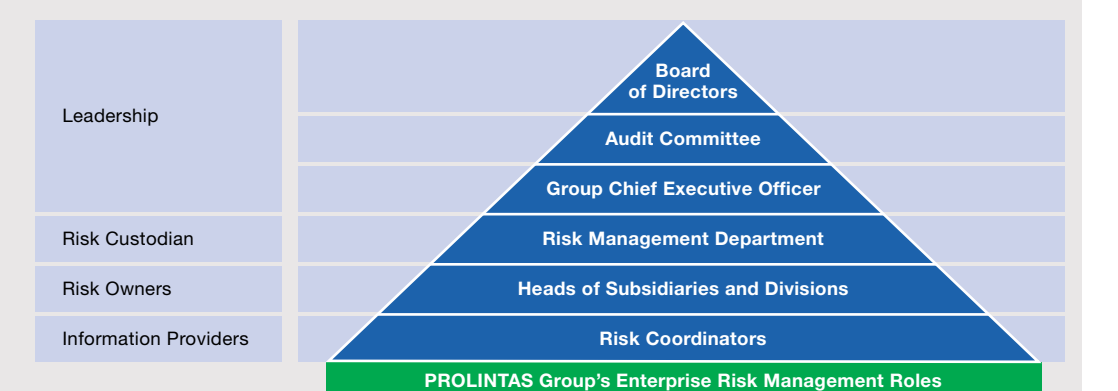 Leadership
Board
of Directors
Audit Committee
Group Chief Executive Officer
Risk Custodian
Risk Management Department
Risk Owners
Heads of Subsidiaries and Divisions
Information Providers
Risk Coordinators
PROLINTAS Group's Enterprise Risk Management Roles